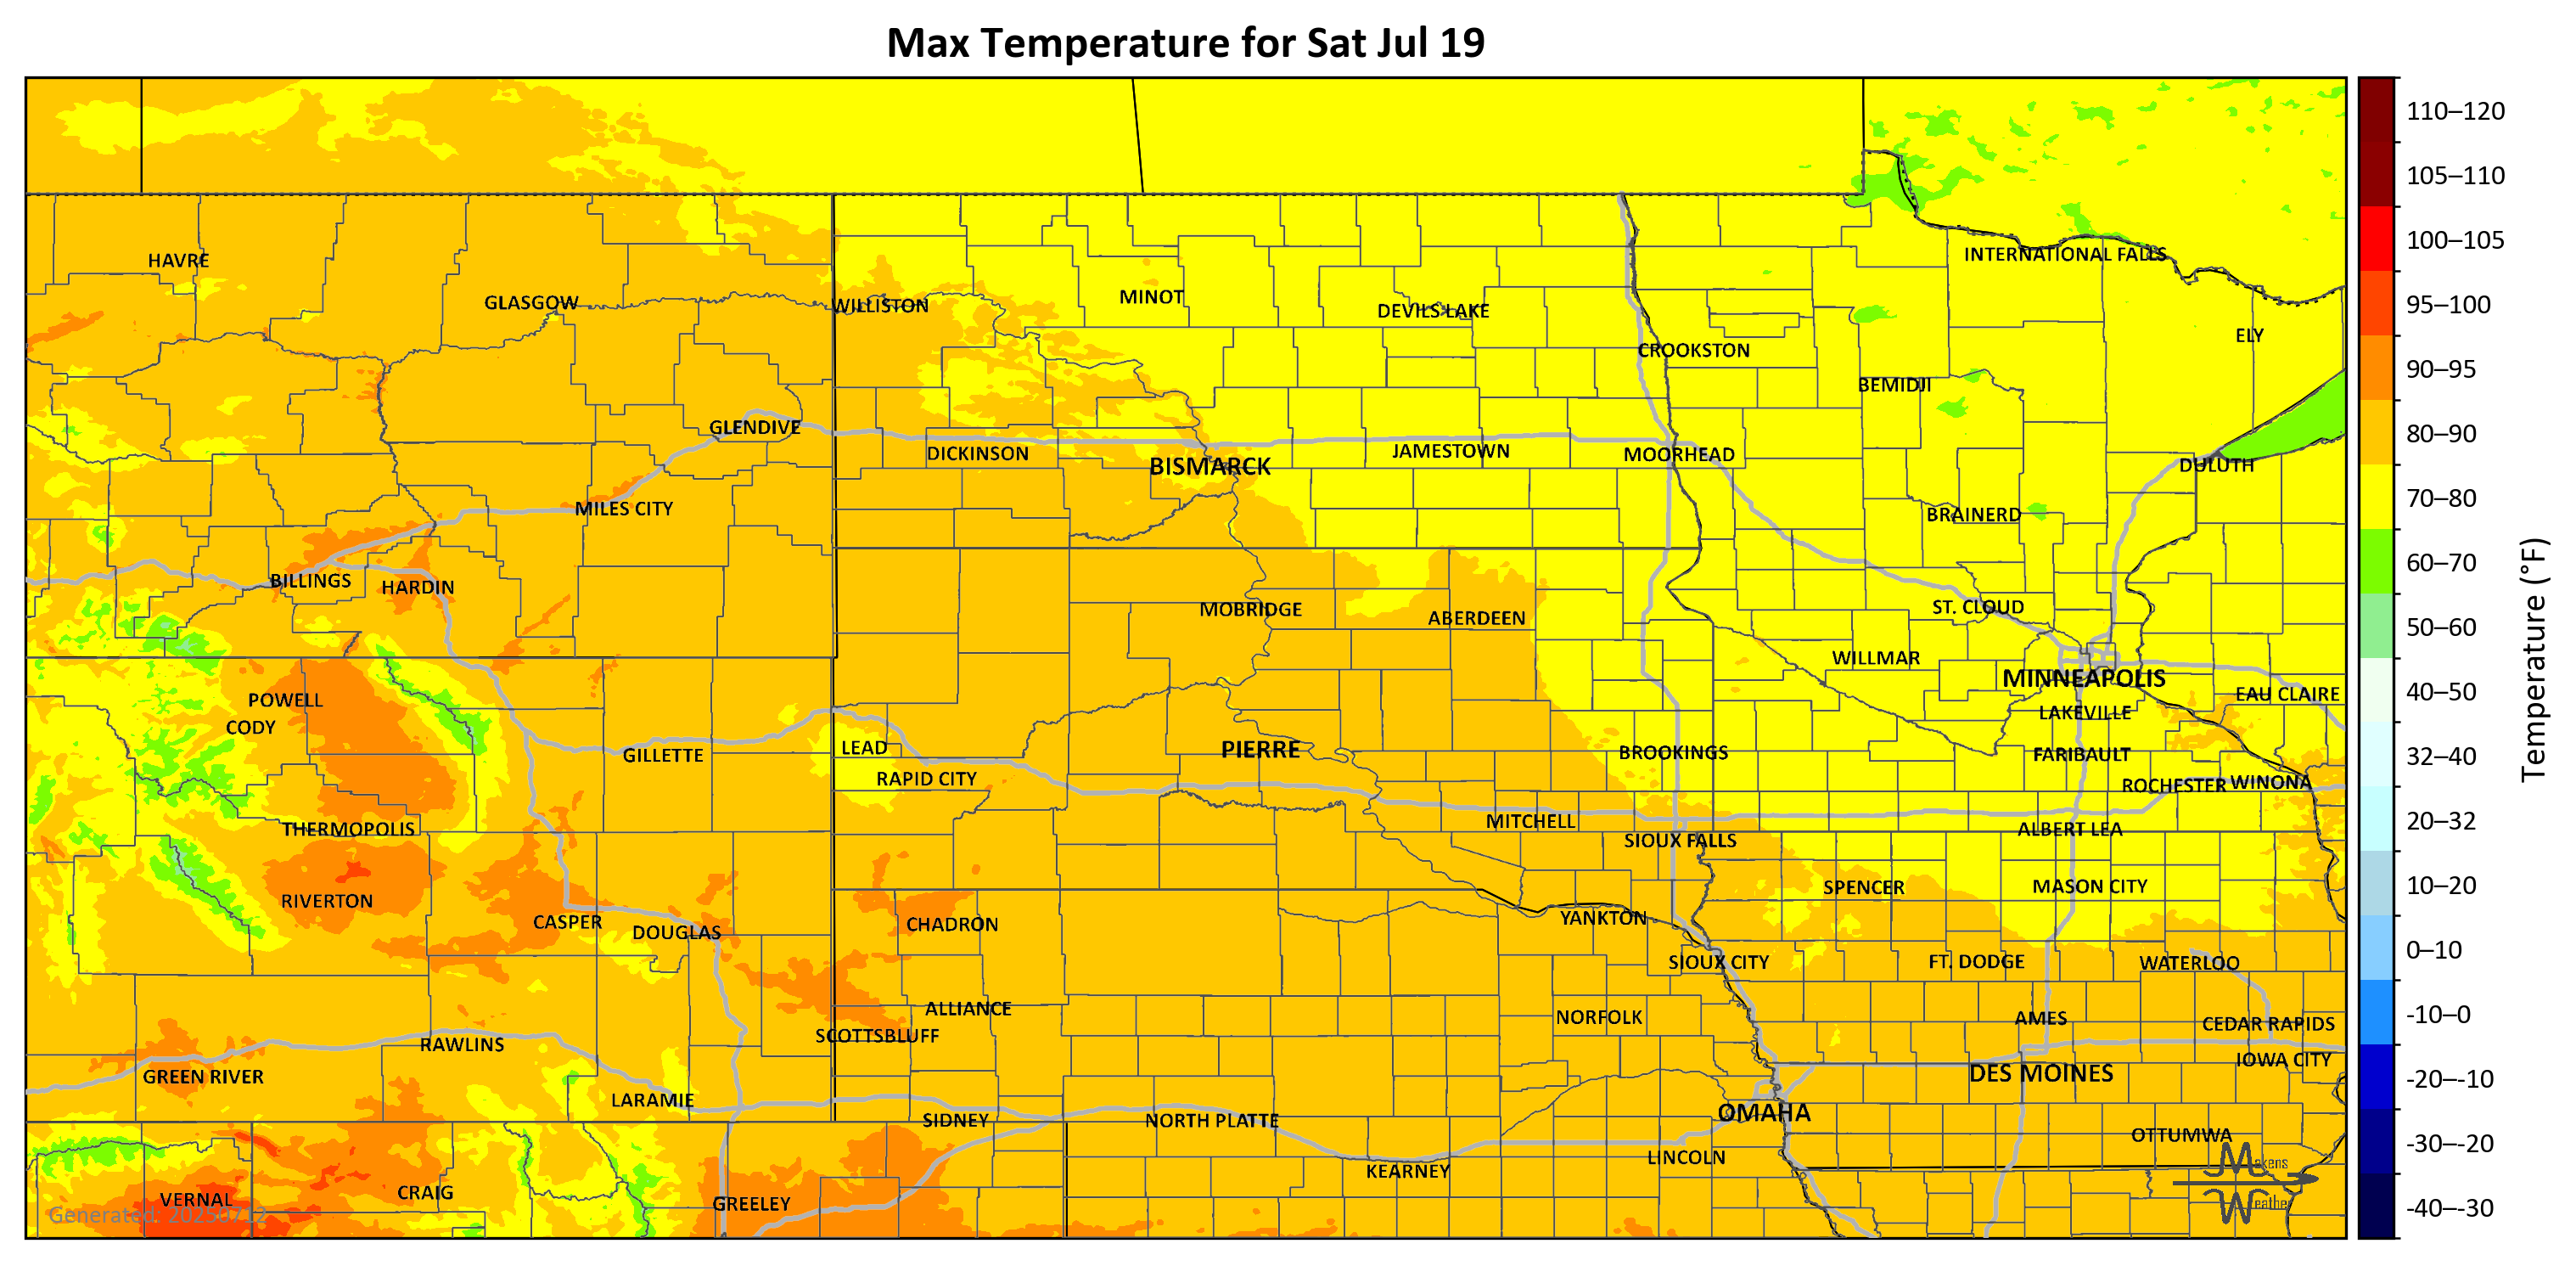 Max Temperature for Sat Jul 19
110–120
105–110
100–105
95–100
90–95
80–90
70–80
60–70
50–60
40–50
32–40
20–32
10–20
0–10
-10–0
-20–-10
-30–-20
-40–-30
Temperature (°F)
HAVRE
INTERNATIONAL FALLS
GLASGOW
WILLISTON
MINOT
DEVILS LAKE
ELY
CROOKSTON
BEMIDJI
GLENDIVE
DICKINSON
BISMARCK
JAMESTOWN
MOORHEAD
DULUTH
MILES CITY
BRAINERD
BILLINGS
HARDIN
MOBRIDGE
ABERDEEN
ST. CLOUD
WILLMAR
MINNEAPOLIS
POWELL
EAU CLAIRE
CODY
LAKEVILLE
GILLETTE
LEAD
PIERRE
BROOKINGS
FARIBAULT
RAPID CITY
ROCHESTER
WINONA
THERMOPOLIS
MITCHELL
SIOUX FALLS
ALBERT LEA
RIVERTON
SPENCER
MASON CITY
CASPER
DOUGLAS
CHADRON
YANKTON
SIOUX CITY
FT. DODGE
WATERLOO
ALLIANCE
NORFOLK
AMES
CEDAR RAPIDS
RAWLINS
SCOTTSBLUFF
IOWA CITY
GREEN RIVER
DES MOINES
LARAMIE
SIDNEY
NORTH PLATTE
OMAHA
OTTUMWA
KEARNEY
LINCOLN
VERNAL
CRAIG
GREELEY
Generated: 20250712
Makens
Weather